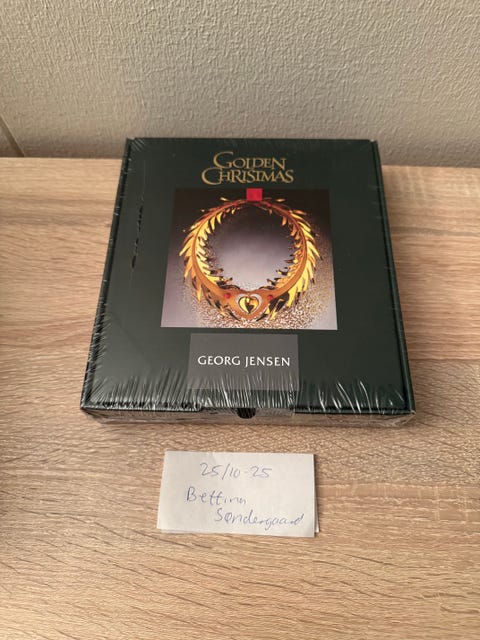 GOLDEN
CHRISTMAS
GEORG JENSEN
25/10-25
Bettina
Søndergaard